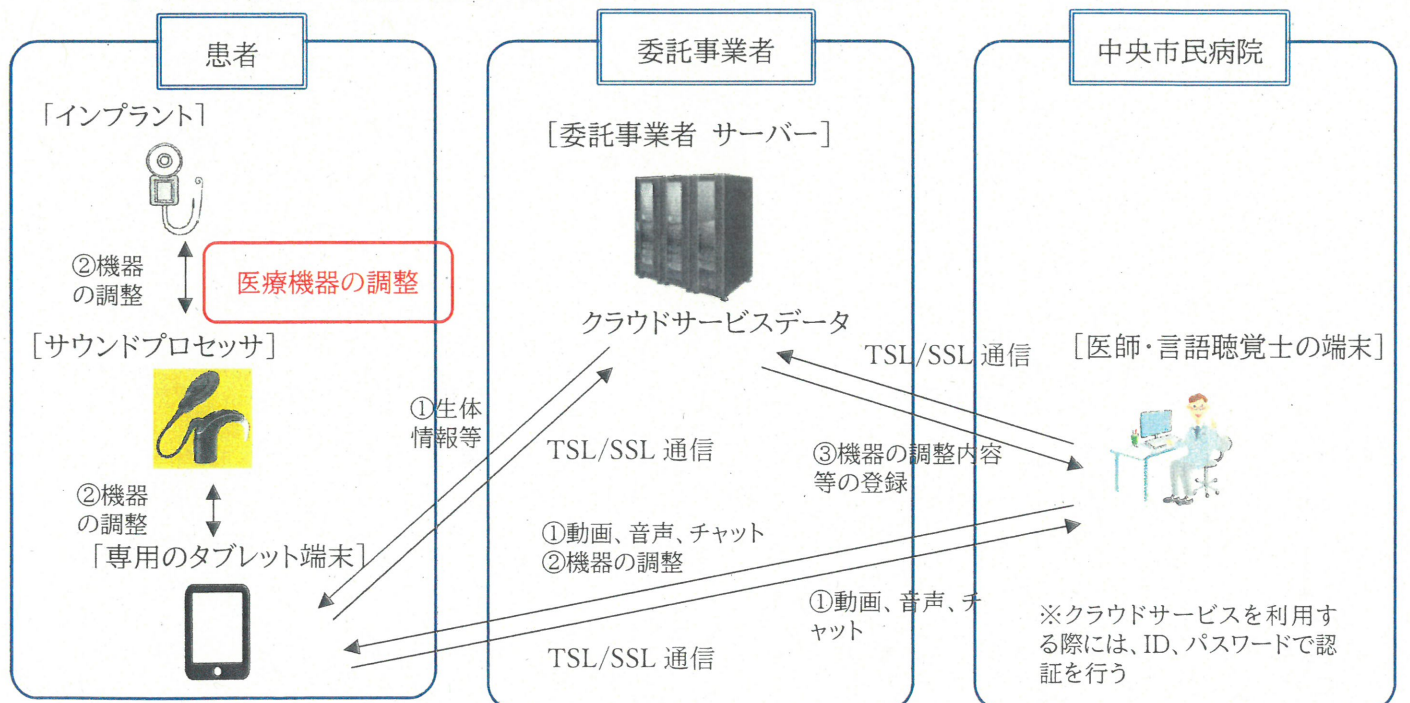 患者
［インプラント］
②機器
の調整
医療機器の調整
［サウンドプロセッサ］
②機器
の調整
［専用のタブレット端末］
委託事業者
［委託事業者 サーバー］
クラウドサービスデータ
①生体
情報等
TSL/SSL 通信
TSL/SSL 通信
③機器の調整内容
等の登録
①動画、音声、チャット
②機器の調整
①動画、音声、チ
ャット
TSL/SSL 通信
中央市民病院
［医師・言語聴覚士の端末］
※クラウドサービスを利用す
る際には、ID、パスワードで認
証を行う